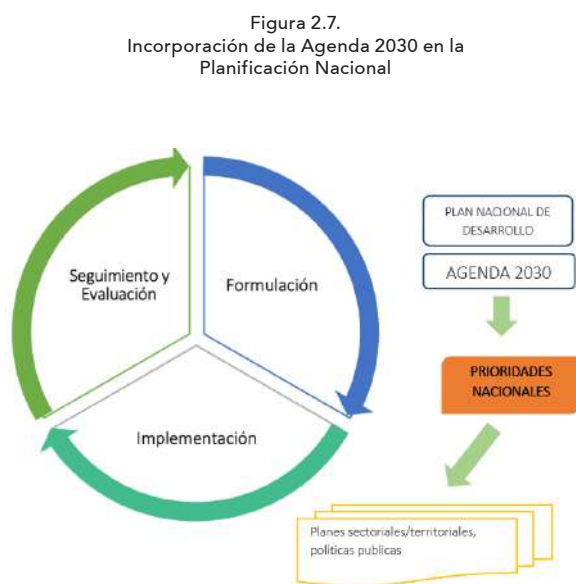 Figura 2.7.
Incorporación de la Agenda 2030 en la
Planificación Nacional
Seguimiento y
Evaluación
Formulación
Implementación
PLAN NACIONAL DE
DESARROLLO
AGENDA 2030
PRIORIDADES
NACIONALES
Planes sectoriales/territoriales,
políticas publicas